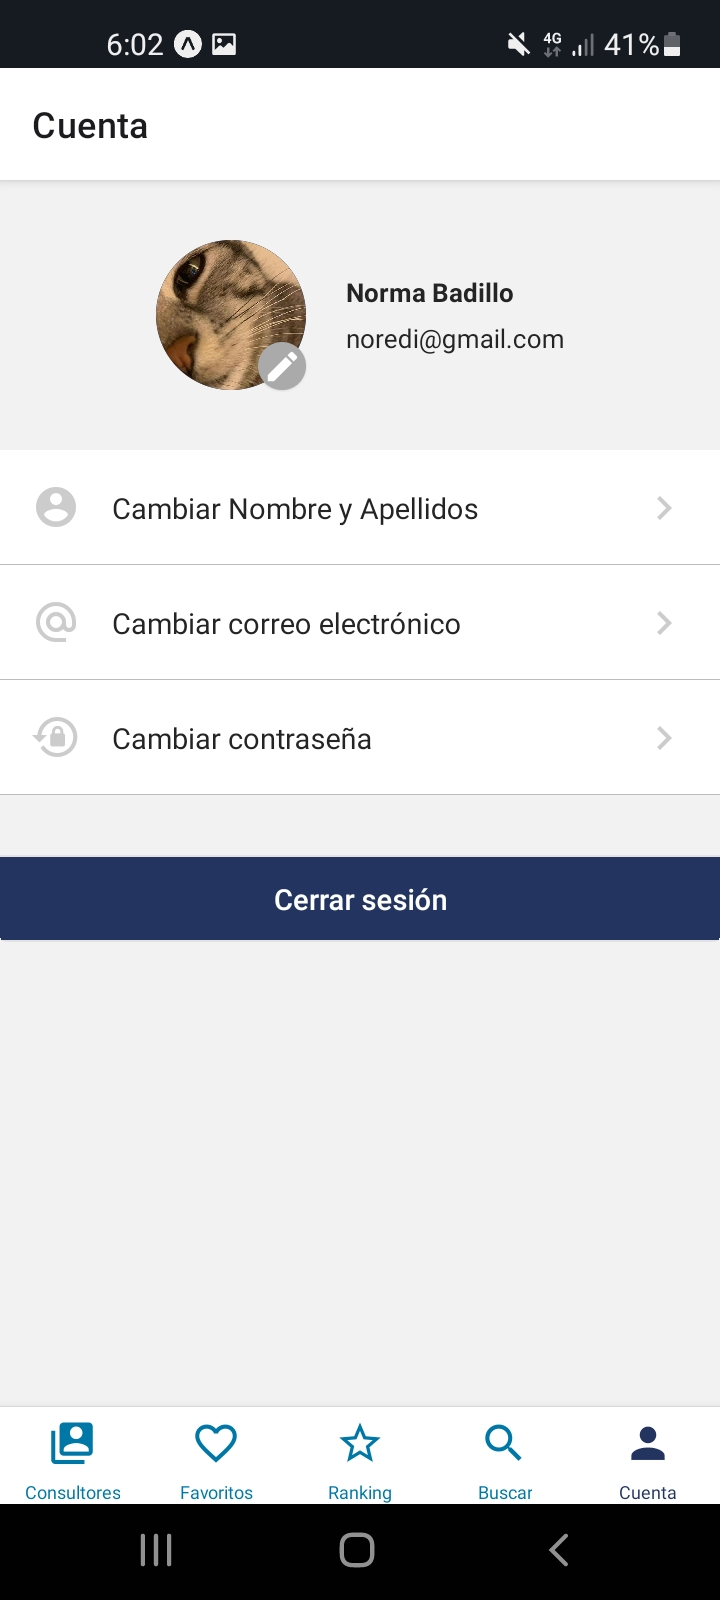 6:02 4G 41%
Cuenta
Norma Badillo
noredi@gmail.com
Cambiar Nombre y Apellidos
Cambiar correo electrónico
Cambiar contraseña
Cerrar sesión
Consultores Favoritos Ranking Buscar Cuenta